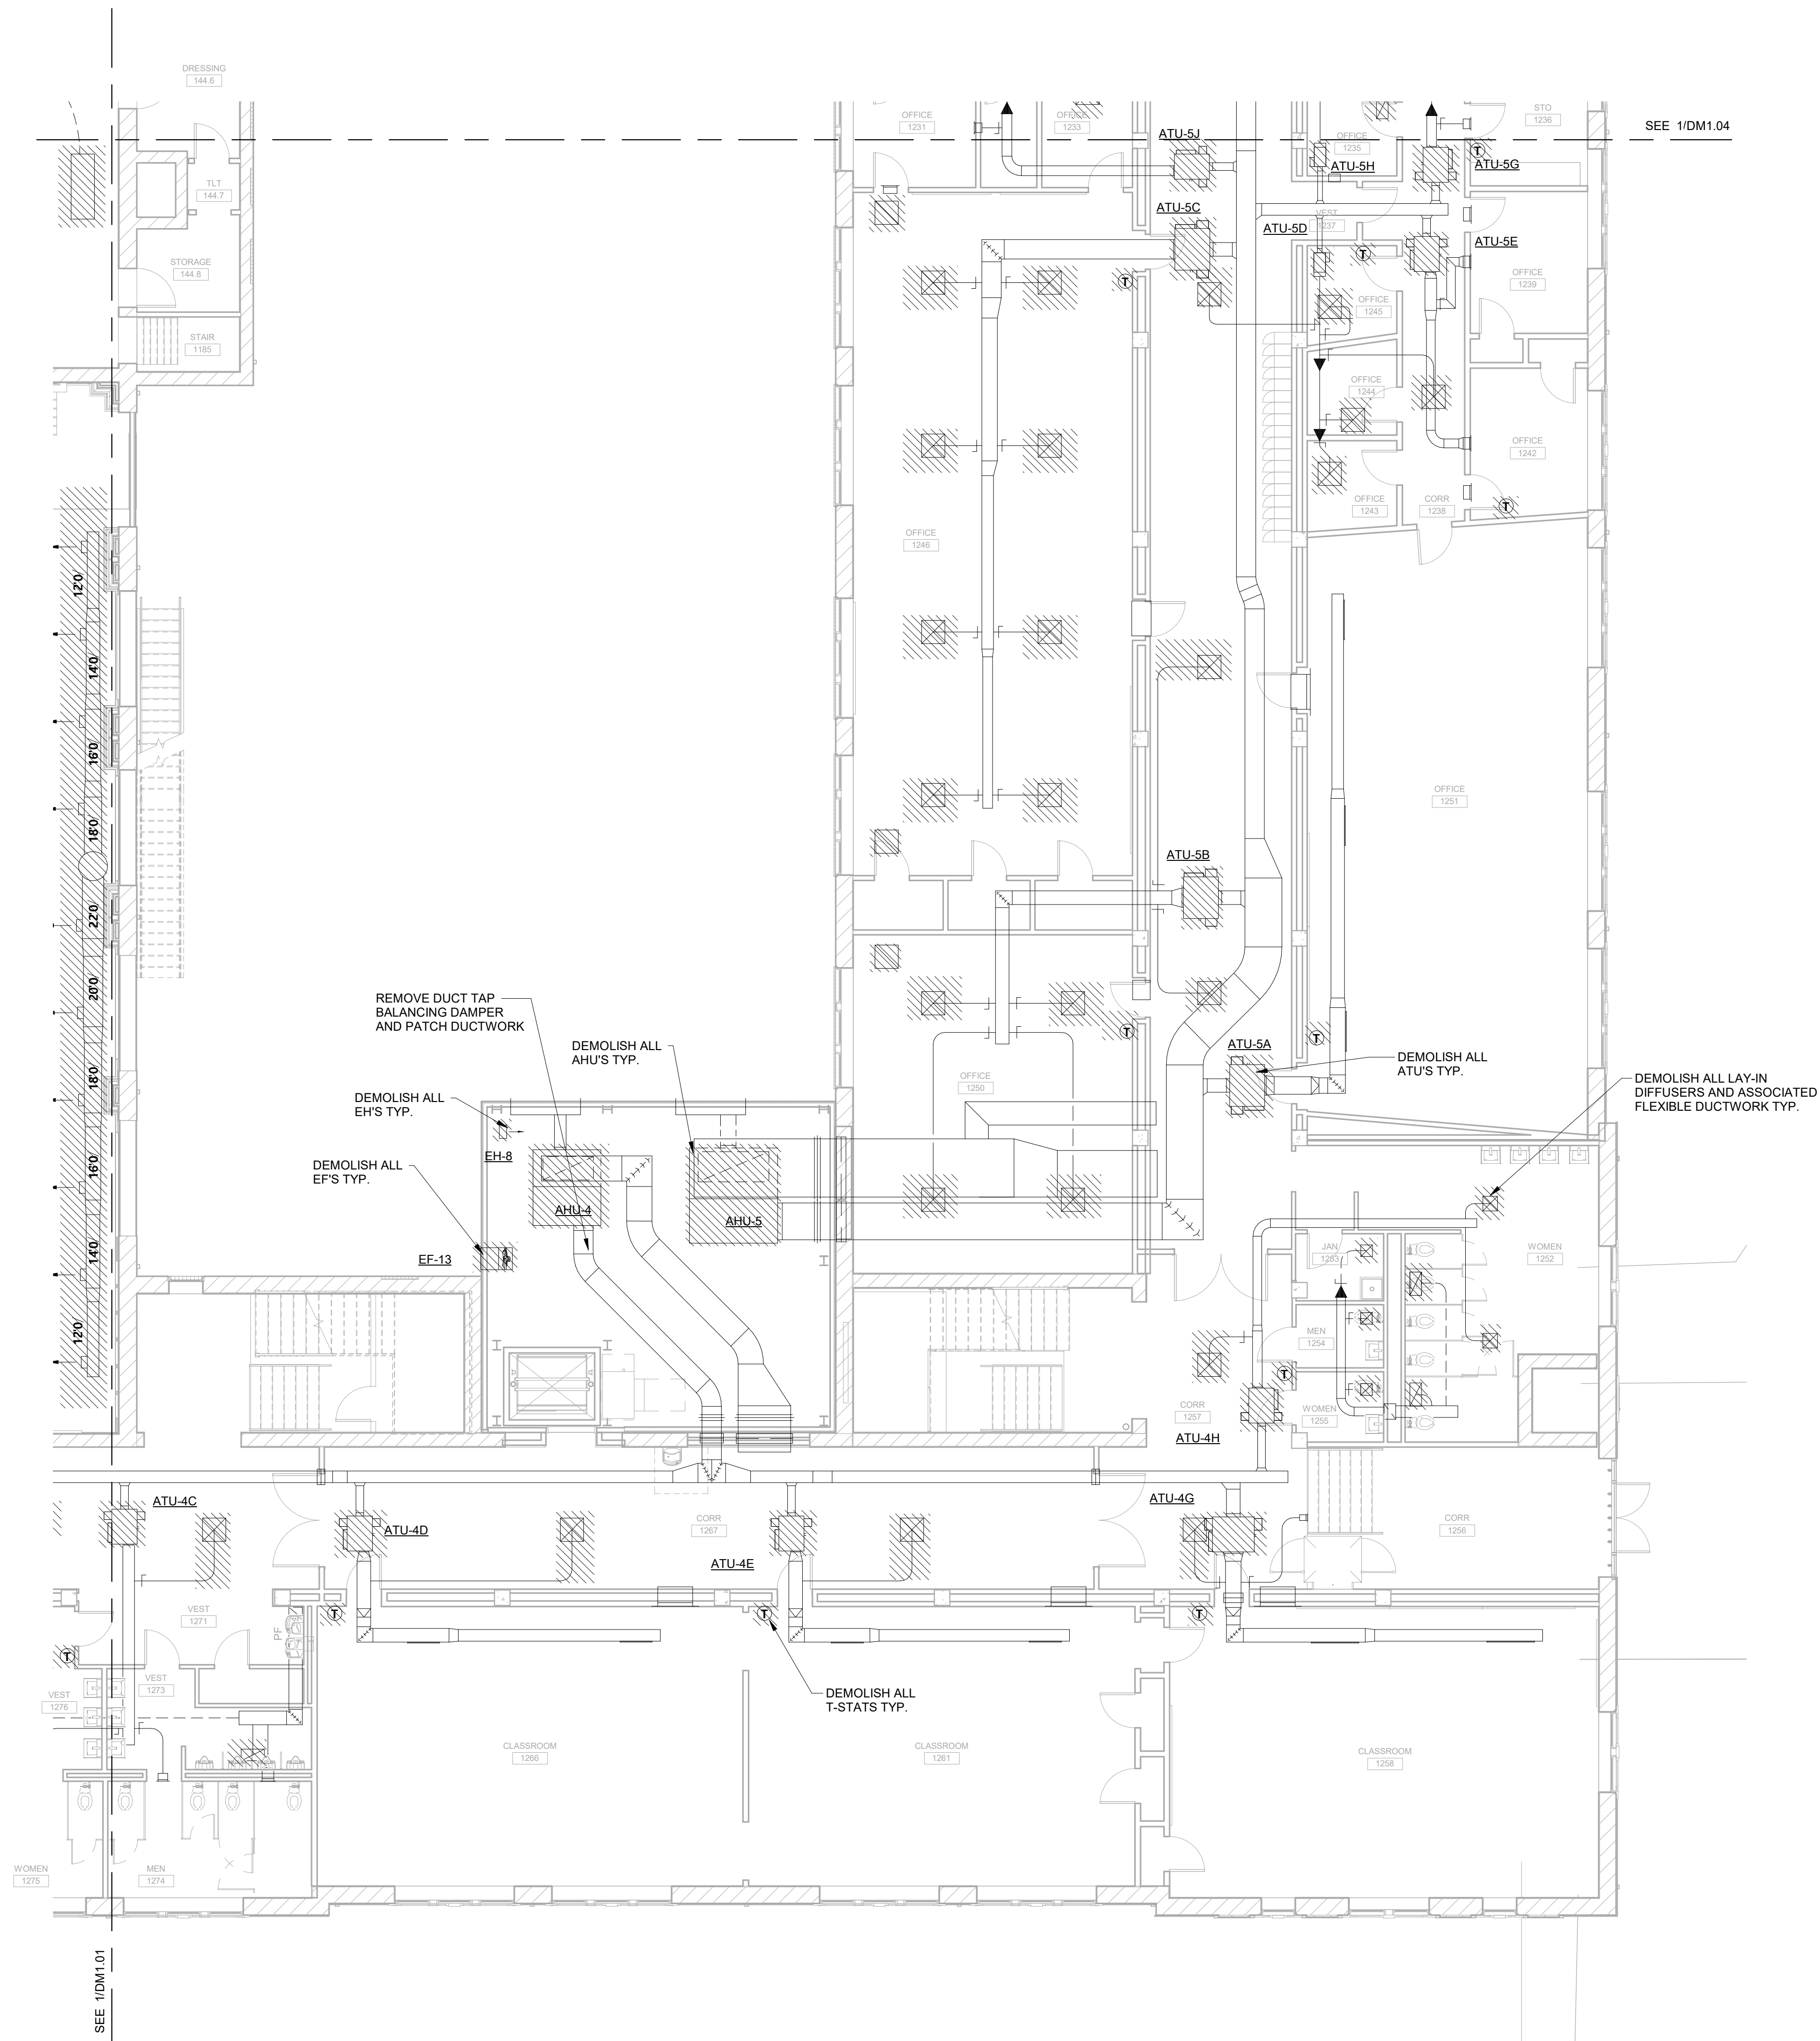 DRESSING
144.6
OFFICE
1231
OFFICE
1233
STO
1236
SEE 1/DM1.04
ATU-5J
OFFICE
1235
ATU-5H
T
ATU-5G
TLT
144.7
ATU-5C
VEST
1237
ATU-5D
ATU-5E
T
T
STORAGE
144.8
OFFICE
1239
OFFICE
1245
STAIR
1185
OFFICE
1244
OFFICE
1242
OFFICE
1243
CORR
1238
T
OFFICE
1246
12'0
14'0
16'0
18'0
22'0
20'0
18'0
16'0
14'0
12'0
OFFICE
1251
ATU-5B
REMOVE DUCT TAP
BALANCING DAMPER
AND PATCH DUCTWORK
DEMOLISH ALL
AHU'S TYP.
T
T
ATU-5A
DEMOLISH ALL
ATU'S TYP.
OFFICE
1250
DEMOLISH ALL LAY-IN
DIFFUSERS AND ASSOCIATED
FLEXIBLE DUCTWORK TYP.
DEMOLISH ALL
EH'S TYP.
EH-8
DEMOLISH ALL
EF'S TYP.
AHU-4
AHU-5
EF-13
JAN
1253
WOMEN
1252
MEN
1254
T
CORR
1257
WOMEN
1255
ATU-4H
ATU-4C
ATU-4D
CORR
1267
ATU-4E
ATU-4G
CORR
1256
VEST
1271
PF
T
T
T
T
VEST
1273
VEST
1276
DEMOLISH ALL
T-STATS TYP.
CLASSROOM
1266
CLASSROOM
1261
CLASSROOM
1258
WOMEN
1275
MEN
1274
SEE 1/DM1.01